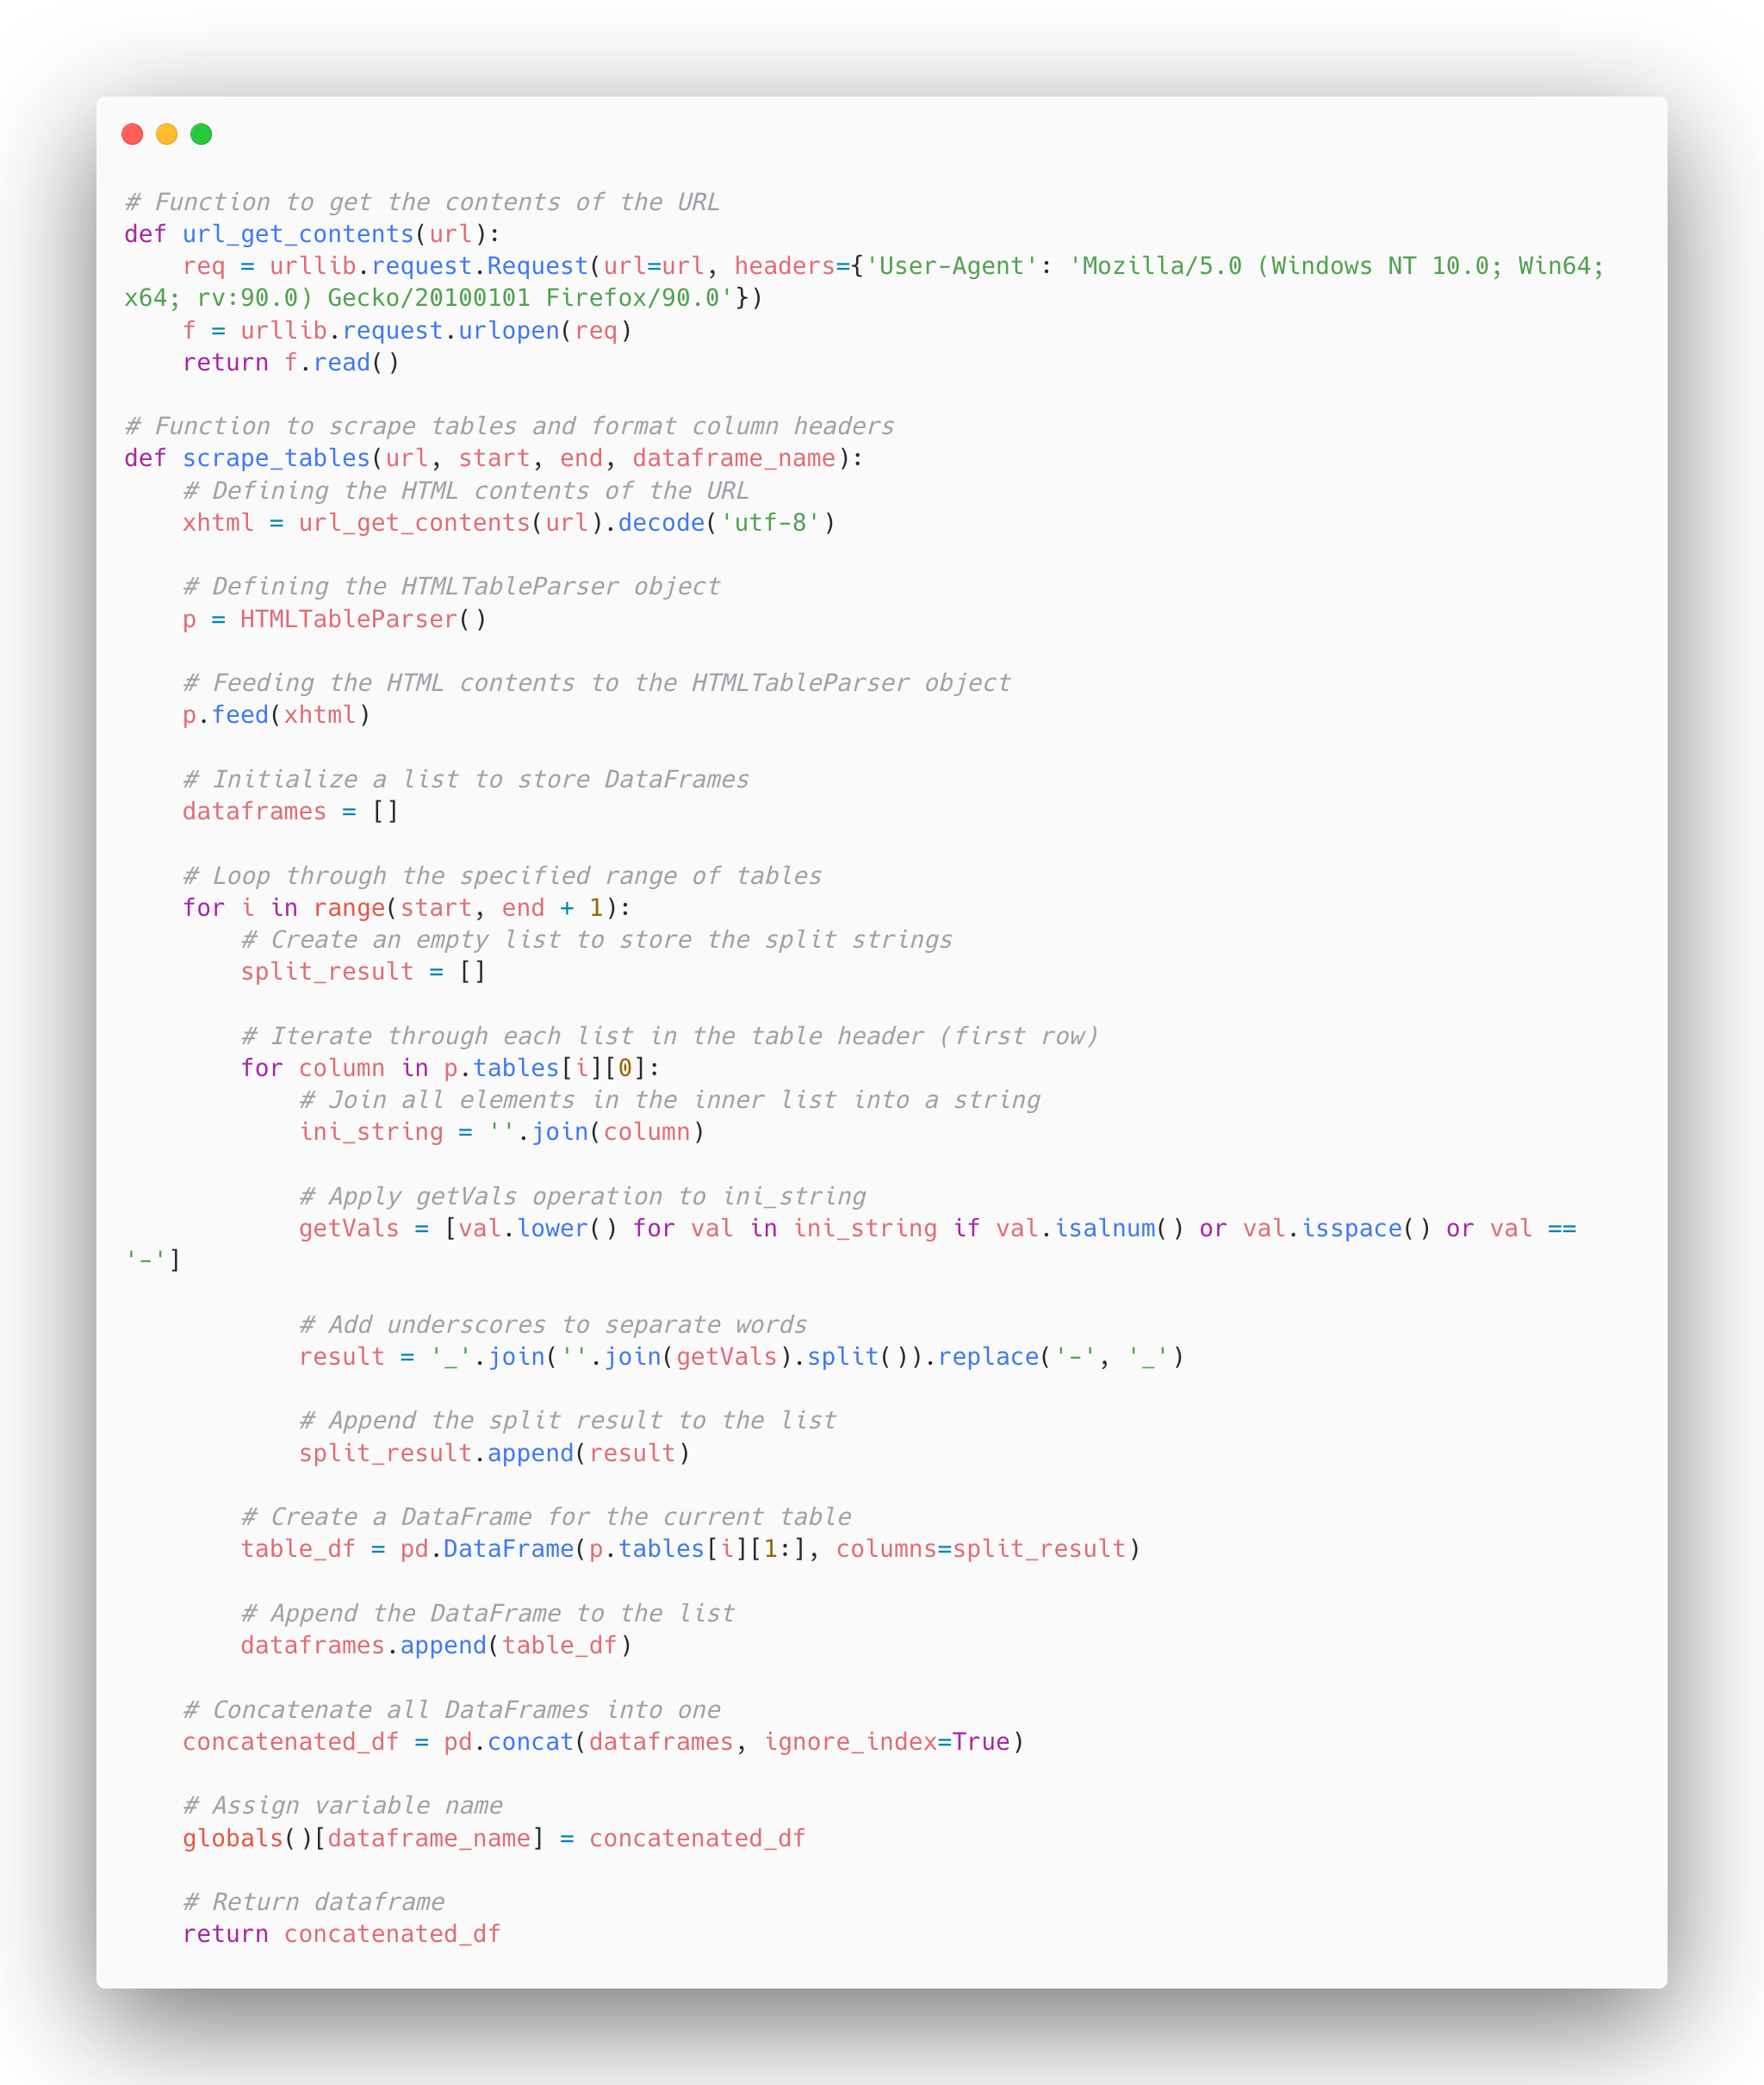 # Function to get the contents of the URL
def url_get_contents(url):
    req = urllib.request.Request(url=url, headers={'User-Agent': 'Mozilla/5.0 (Windows NT 10.0; Win64;
x64; rv:90.0) Gecko/20100101 Firefox/90.0'})
    f = urllib.request.urlopen(req)
    return f.read()

# Function to scrape tables and format column headers
def scrape_tables(url, start, end, dataframe_name):
    # Defining the HTML contents of the URL
    xhtml = url_get_contents(url).decode('utf-8')

    # Defining the HTMLTableParser object
    p = HTMLTableParser()

    # Feeding the HTML contents to the HTMLTableParser object
    p.feed(xhtml)

    # Initialize a list to store DataFrames
    dataframes = []

    # Loop through the specified range of tables
    for i in range(start, end + 1):
        # Create an empty list to store the split strings
        split_result = []

        # Iterate through each list in the table header (first row)
        for column in p.tables[i][0]:
            # Join all elements in the inner list into a string
            ini_string = ''.join(column)

            # Apply getVals operation to ini_string
            getVals = [val.lower() for val in ini_string if val.isalnum() or val.isspace() or val ==
'-']

            # Add underscores to separate words
            result = '_'.join(''.join(getVals).split()).replace('-', '_')

            # Append the split result to the list
            split_result.append(result)

        # Create a DataFrame for the current table
        table_df = pd.DataFrame(p.tables[i][1:], columns=split_result)

        # Append the DataFrame to the list
        dataframes.append(table_df)

    # Concatenate all DataFrames into one
    concatenated_df = pd.concat(dataframes, ignore_index=True)

    # Assign variable name
    globals()[dataframe_name] = concatenated_df

    # Return dataframe
    return concatenated_df